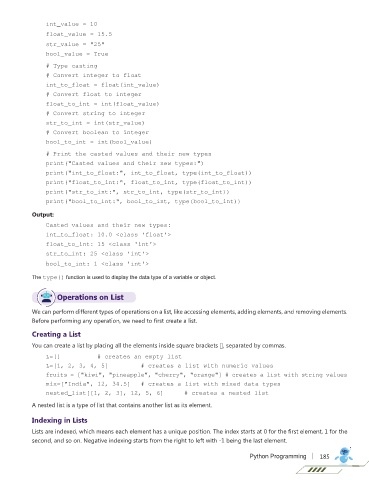 int_value = 10
float_value = 15.5
str_value = "25"
bool_value = True
# Type casting
# Convert integer to float
int_to_float = float(int_value)
# Convert float to integer
float_to_int = int(float_value)
# Convert string to integer
str_to_int = int(str_value)
# Convert boolean to integer
bool_to_int = int(bool_value)
# Print the casted values and their new types
print("Casted values and their new types:")
print("int_to_float:", int_to_float, type(int_to_float))
print("float_to_int:", float_to_int, type(float_to_int))
print("str_to_int:", str_to_int, type(str_to_int))
print("bool_to_int:", bool_to_int, type(bool_to_int))
Output:
Casted values and their new types:
int_to_float: 10.0 <class 'float'>
float_to_int: 15 <class 'int'>
str_to_int: 25 <class 'int'>
bool_to_int: 1 <class 'int'>
The type() function is used to display the data type of a variable or object.
Operations on List
We can perform different types of operations on a list, like accessing elements, adding elements, and removing elements.
Before performing any operation, we need to first create a list.
Creating a List
You can create a list by placing all the elements inside square brackets [], separated by commas.
L=[] # creates an empty list
L=[1, 2, 3, 4, 5] # creates a list with numeric values
fruits = ["kiwi", "pineapple", "cherry", "orange"] # creates a list with string values
mix=["India", 12, 34.5] # creates a list with mixed data types
nested_list[[1, 2, 3], 12, 5, 6] # creates a nested list
A nested list is a type of list that contains another list as its element.
Indexing in Lists
Lists are indexed, which means each element has a unique position. The index starts at 0 for the first element, 1 for the
second, and so on. Negative indexing starts from the right to left with -1 being the last element.
Python Programming | 185